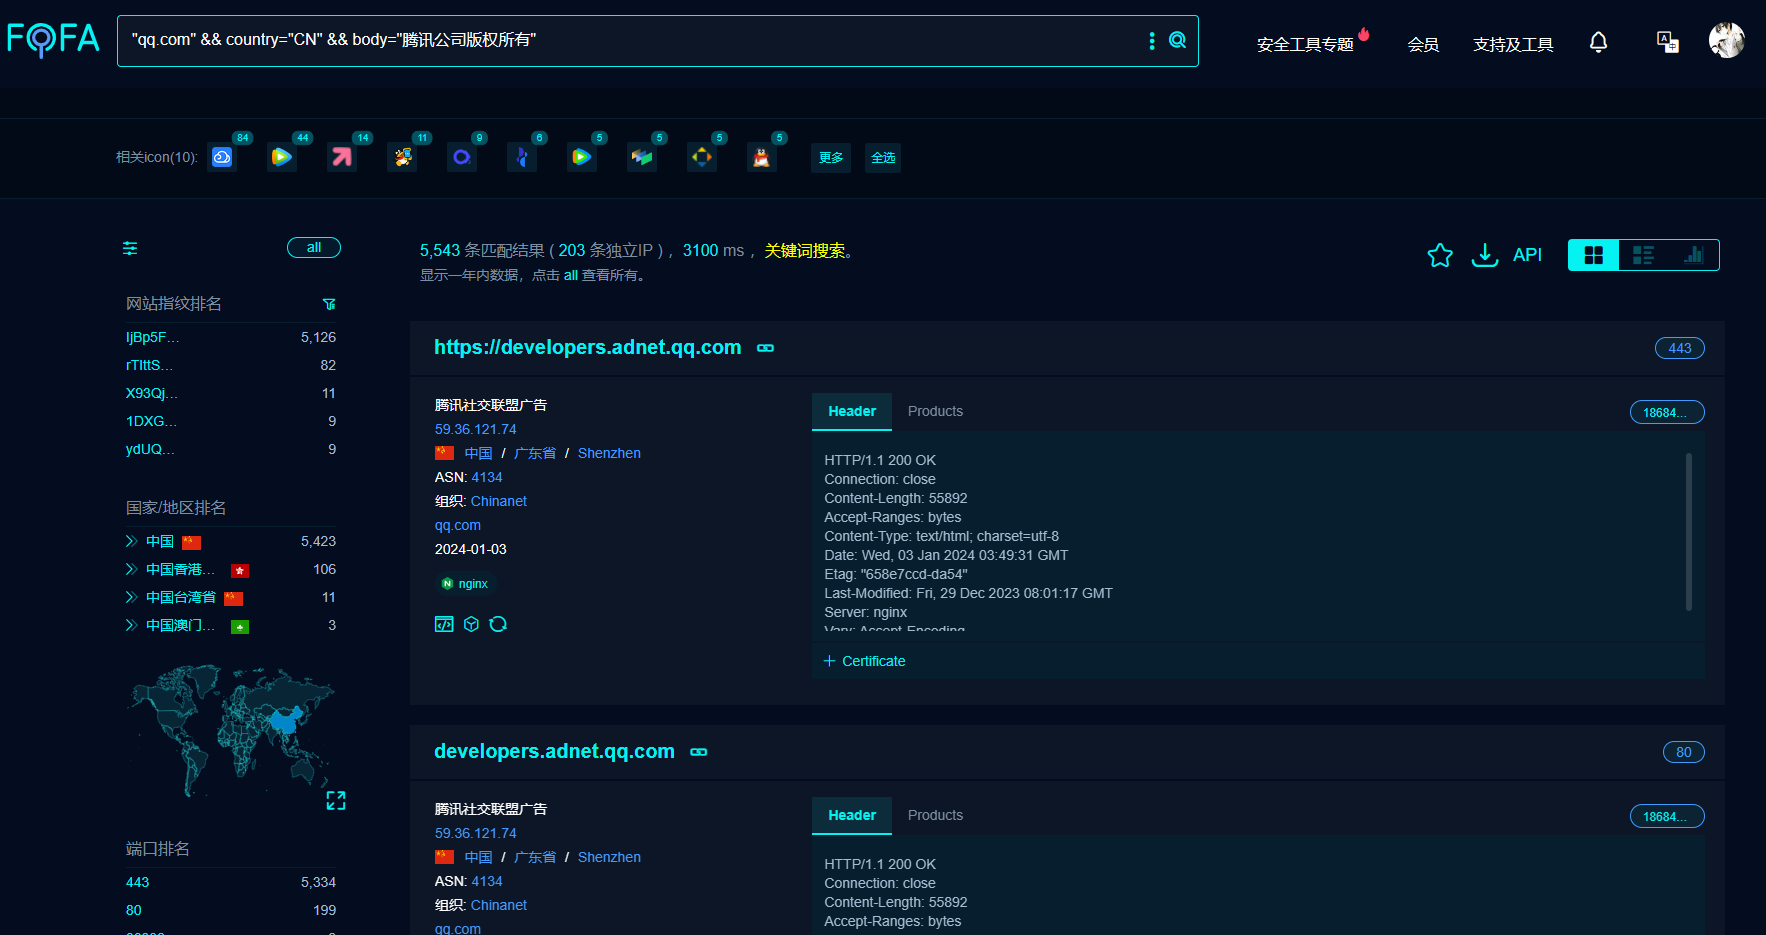 FOFA
"qq.com" && country="CN" && body="腾讯公司版权所有"
安全工具专题
会员
支持及工具
相关icon(10):
84
44
14
11
9
6
5
5
5
5
更多
全选
all
5,543 条匹配结果 ( 203 条独立IP ) ,  3100 ms ,  关键词搜索。
显示一年内数据，点击 all 查看所有。
API
网站指纹排名
IjBp5F... 5,126
rTIttS... 82
X93Qj... 11
1DXG... 9
ydUQ... 9
国家/地区排名
中国 5,423
中国香港... 106
中国台湾省 11
中国澳门... 3
端口排名
443 5,334
80 199
https://developers.adnet.qq.com
443
腾讯社交联盟广告
59.36.121.74
中国 / 广东省 / Shenzhen
ASN: 4134
组织: Chinanet
qq.com
2024-01-03
nginx
Header
Products
18684...
HTTP/1.1 200 OK
Connection: close
Content-Length: 55892
Accept-Ranges: bytes
Content-Type: text/html; charset=utf-8
Date: Wed, 03 Jan 2024 03:49:31 GMT
Etag: "658e7ccd-da54"
Last-Modified: Fri, 29 Dec 2023 08:01:17 GMT
Server: nginx
Vary: Accept-Encoding
Certificate
developers.adnet.qq.com
80
腾讯社交联盟广告
59.36.121.74
中国 / 广东省 / Shenzhen
ASN: 4134
组织: Chinanet
qq.com
Header
Products
18684...
HTTP/1.1 200 OK
Connection: close
Content-Length: 55892
Accept-Ranges: bytes